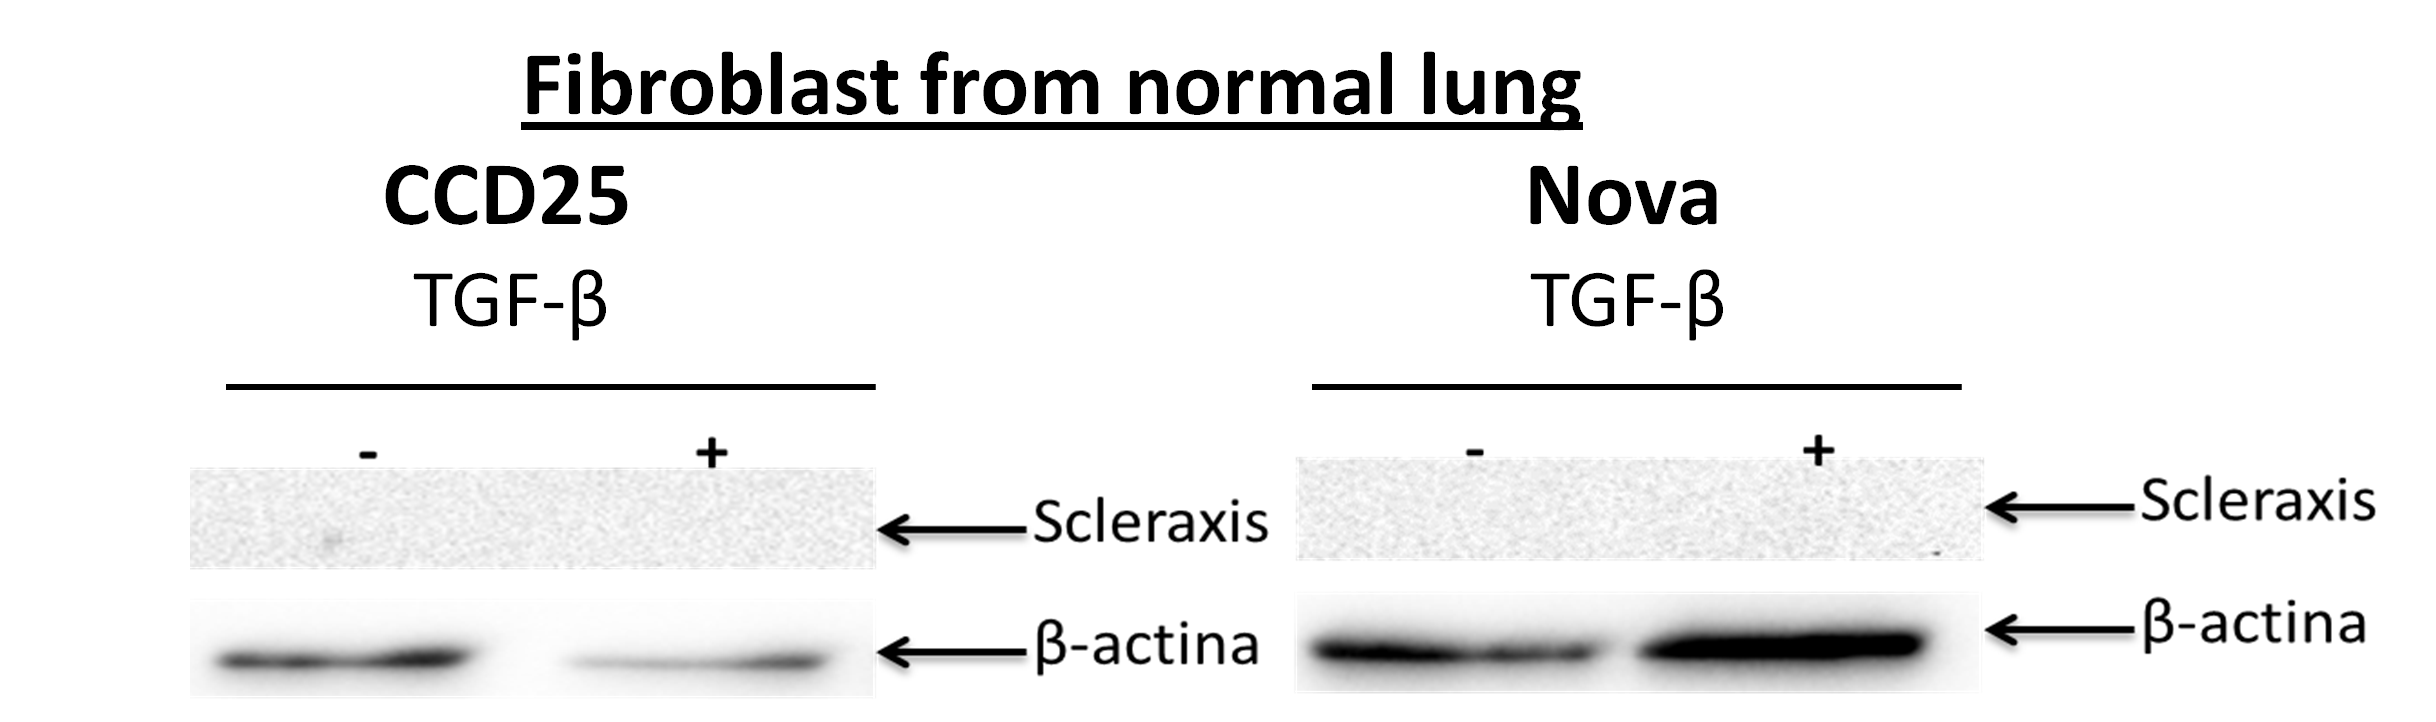 Fibroblast from normal lung
CCD25
TGF-β
- +
Scleraxis
β-actina
Nova
TGF-β
- +
Scleraxis
β-actina